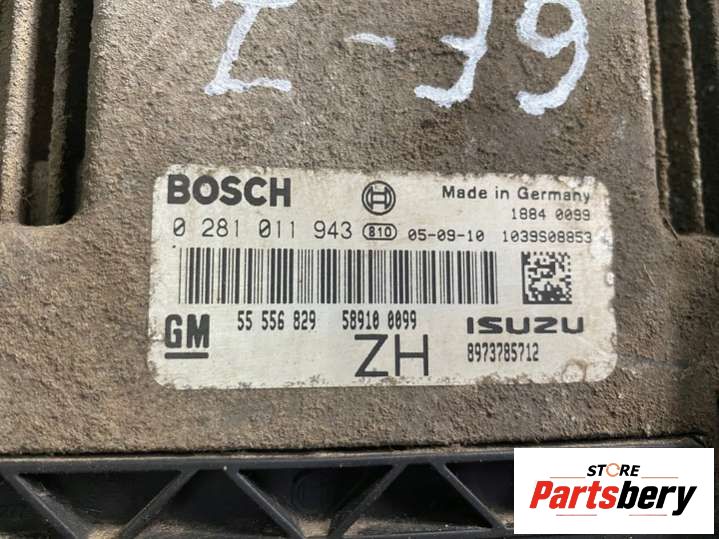 Z-79
BOSCH Made in Germany
1884 0099
0 281 011 943 810 05-09-10 1039S08853
GM 55 556 829 58910 0099 ISUZU
ZH 8973785712
STORE
Partsbery